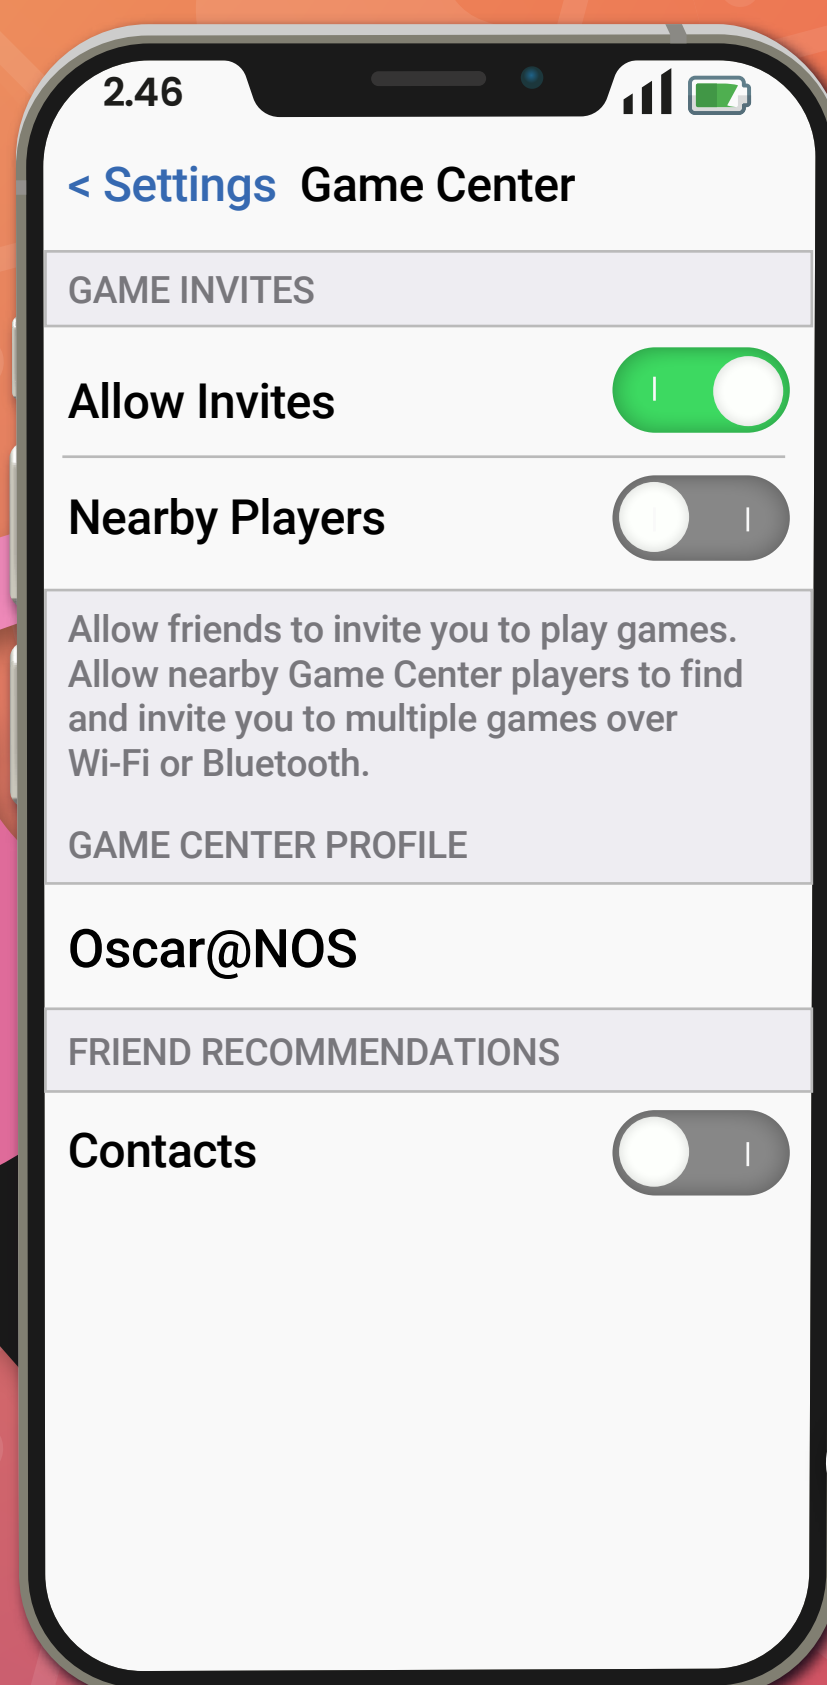 2.46
< Settings Game Center
GAME INVITES
Allow Invites
Nearby Players
Allow friends to invite you to play games.
Allow nearby Game Center players to find
and invite you to multiple games over
Wi-Fi or Bluetooth.
GAME CENTER PROFILE
Oscar@NOS
FRIEND RECOMMENDATIONS
Contacts